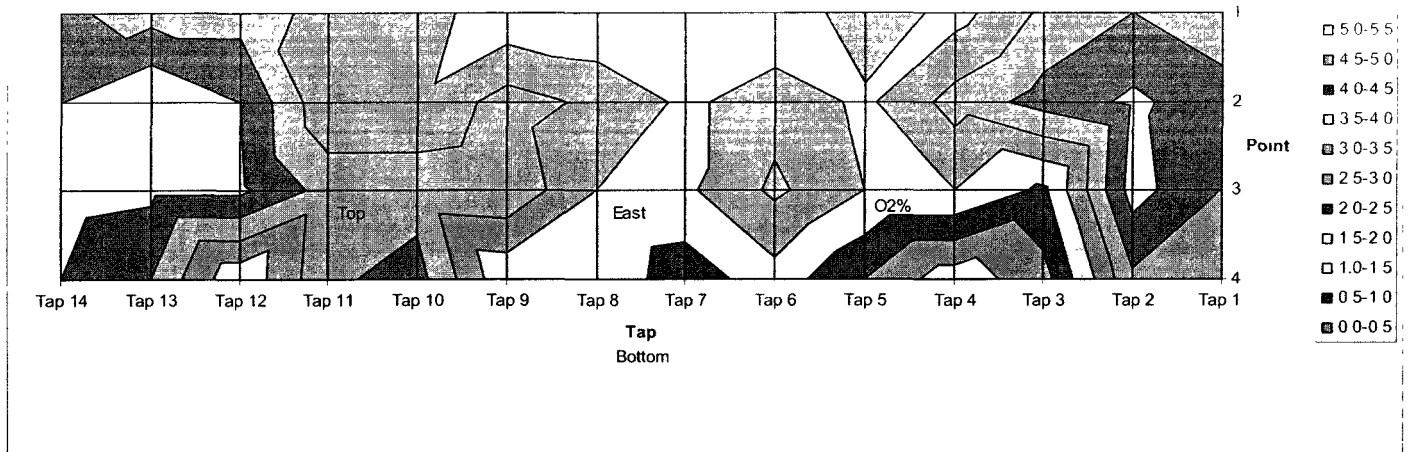 1
2
3
4
Point
Top
East
O2%
Tap 14 Tap 13 Tap 12 Tap 11 Tap 10 Tap 9 Tap 8 Tap 7 Tap 6 Tap 5 Tap 4 Tap 3 Tap 2 Tap 1
Tap
Bottom
5 0-5 5
4 5-5 0
4 0-4 5
3 5-4 0
3 0-3 5
2 5-3 0
2 0-2 5
1 5-2 0
1.0-1 5
0 5-1 0
0 0-0 5